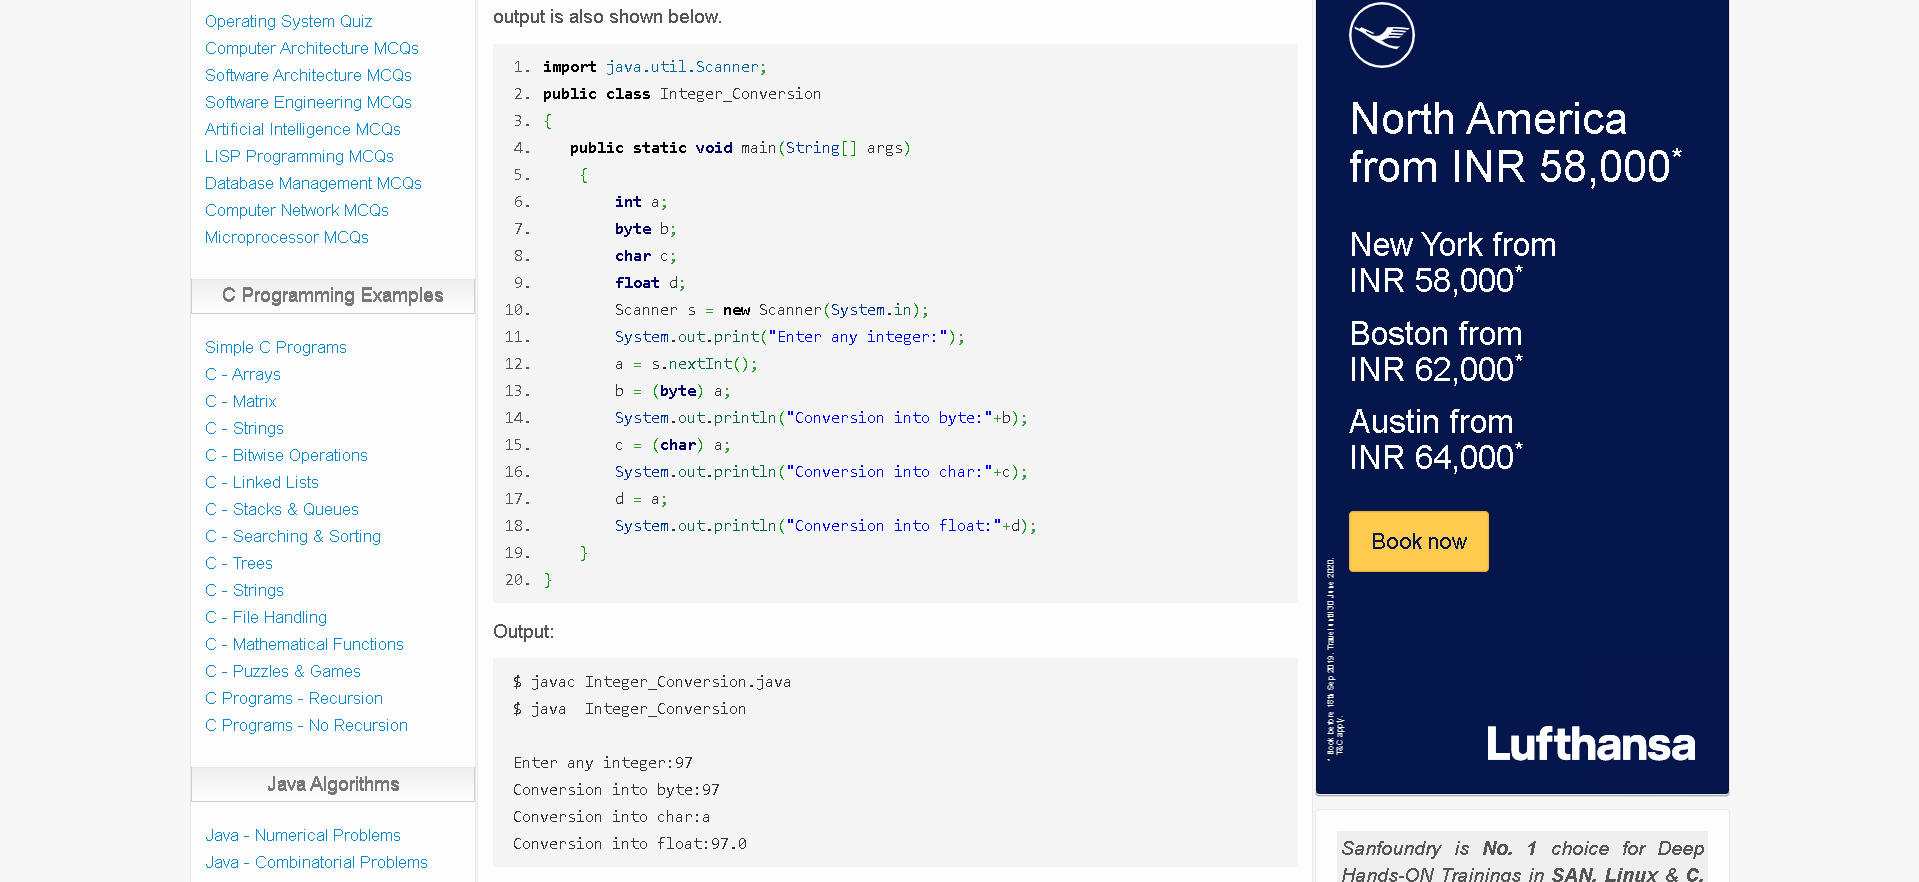 Operating System Quiz
Computer Architecture MCQs
Software Architecture MCQs
Software Engineering MCQs
Artificial Intelligence MCQs
LISP Programming MCQs
Database Management MCQs
Computer Network MCQs
Microprocessor MCQs
C Programming Examples
Simple C Programs
C - Arrays
C - Matrix
C - Strings
C - Bitwise Operations
C - Linked Lists
C - Stacks & Queues
C - Searching & Sorting
C - Trees
C - Strings
C - File Handling
C - Mathematical Functions
C - Puzzles & Games
C Programs - Recursion
C Programs - No Recursion
Java Algorithms
Java - Numerical Problems
Java - Combinatorial Problems
output is also shown below.
1. import java.util.Scanner;
2. public class Integer_Conversion
3. {
4. public static void main(String[] args)
5. {
6. int a;
7. byte b;
8. char c;
9. float d;
10. Scanner s = new Scanner(System.in);
11. System.out.print("Enter any integer:");
12. a = s.nextInt();
13. b = (byte) a;
14. System.out.println("Conversion into byte:"+b);
15. c = (char) a;
16. System.out.println("Conversion into char:"+c);
17. d = a;
18. System.out.println("Conversion into float:"+d);
19. }
20. }
Output:
$ javac Integer_Conversion.java
$ java  Integer_Conversion
Enter any integer:97
Conversion into byte:97
Conversion into char:a
Conversion into float:97.0
North America
from INR 58,000*
New York from
INR 58,000*
Boston from
INR 62,000*
Austin from
INR 64,000*
Book now
* Book before 18th Sep 2019. Travel until 30 June 2020.
T&C apply.
Lufthansa
Sanfoundry is No. 1 choice for Deep
Hands-ON Trainings in SAN, Linux & C,